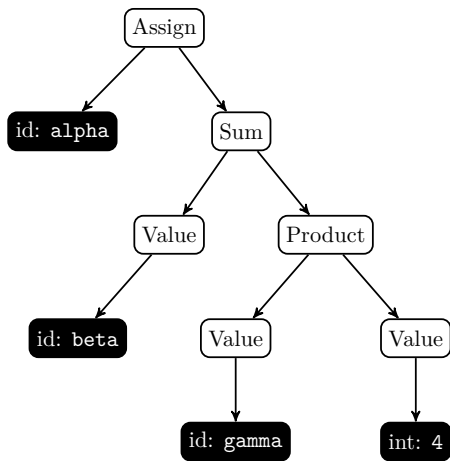 Assign
id: alpha
Sum
Value
Product
id: beta
Value
Value
id: gamma
int: 4